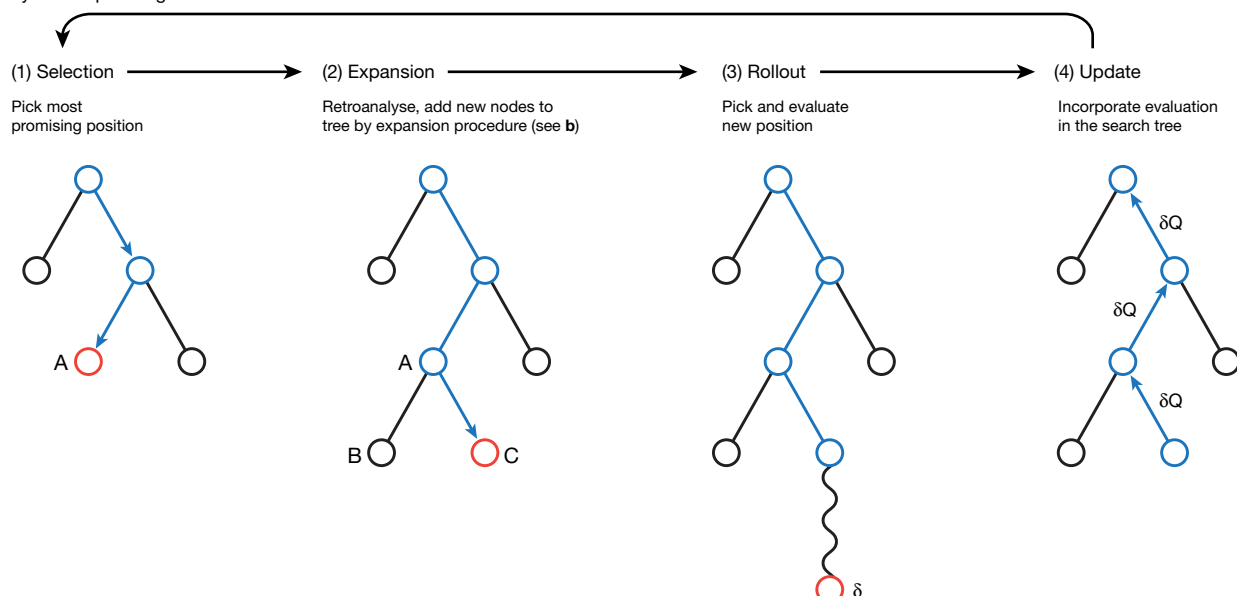 (1) Selection
(2) Expansion
(3) Rollout
(4) Update
Pick most
promising position
Retroanalyse, add new nodes to
tree by expansion procedure (see b)
Pick and evaluate
new position
Incorporate evaluation
in the search tree
δQ
δQ
A
A
δQ
B
C
δ